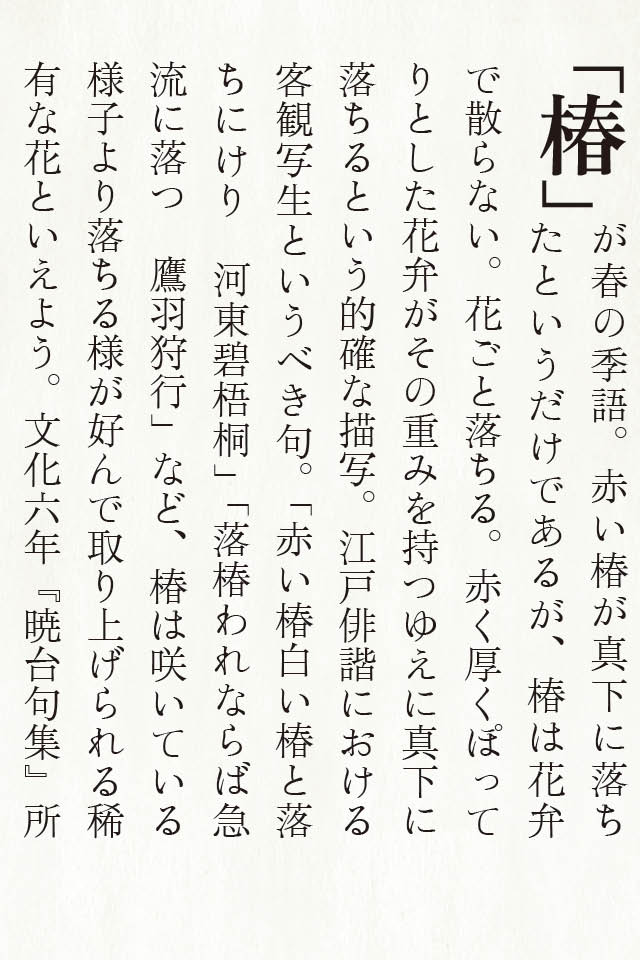 「椿」が春の季語。赤い椿が真下に落ち
たというだけであるが、椿は花弁
で散らない。花ごと落ちる。赤く厚くぽって
りとした花弁がその重みを持つゆえに真下に
落ちるという的確な描写。江戸俳諧における
客観写生というべき句。「赤い椿白い椿と落
ちにけり　河東碧梧桐」「落椿われならば急
流に落つ　鷹羽狩行」など、椿は咲いている
様子より落ちる様が好んで取り上げられる稀
有な花といえよう。文化六年『暁台句集』所